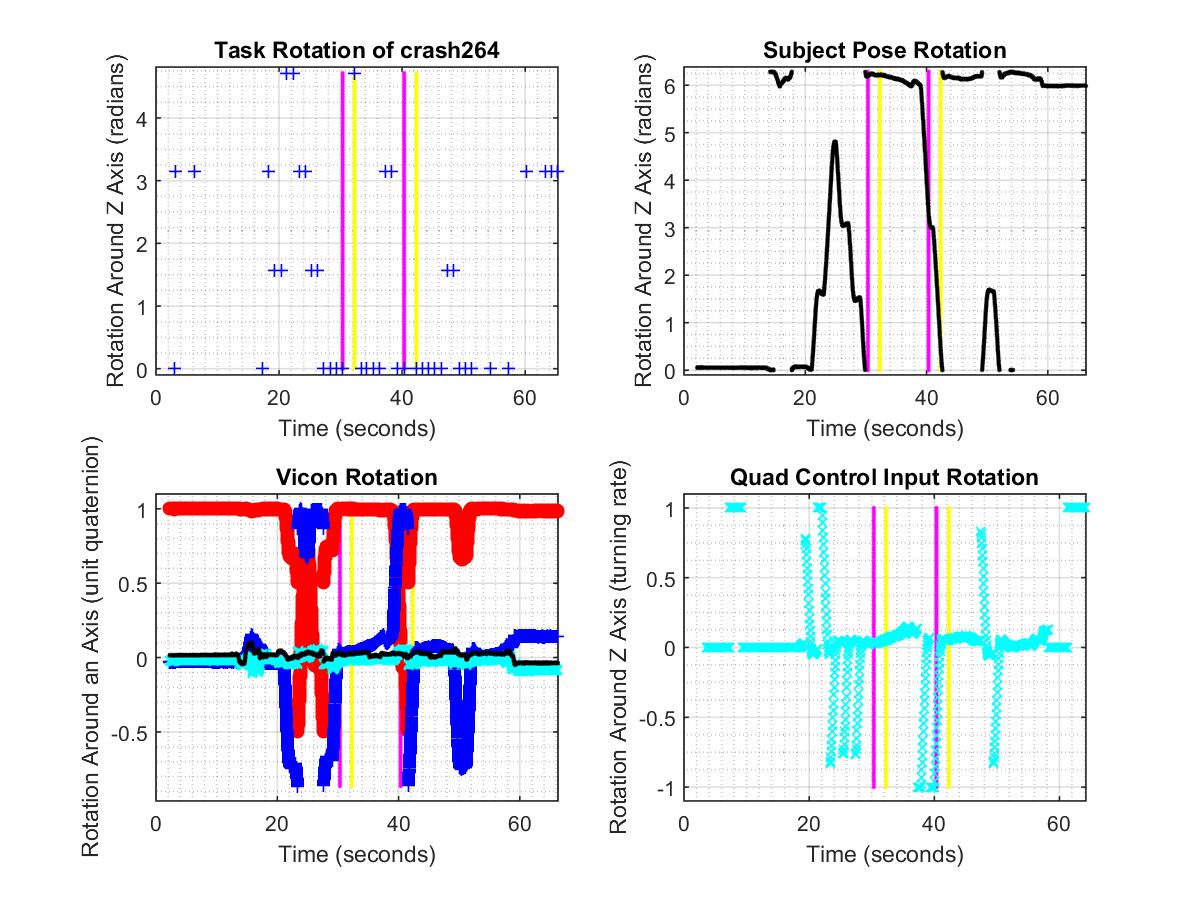 Task Rotation of crash264
Rotation Around Z Axis (radians)
4
3
2
1
0
0 20 40 60
Time (seconds)
Subject Pose Rotation
Rotation Around Z Axis (radians)
6
5
4
3
2
1
0
0 20 40 60
Time (seconds)
Vicon Rotation
Rotation Around an Axis (unit quaternion)
1
0.5
0
-0.5
0 20 40 60
Time (seconds)
Quad Control Input Rotation
Rotation Around Z Axis (turning rate)
1
0.5
0
-0.5
-1
0 20 40 60
Time (seconds)